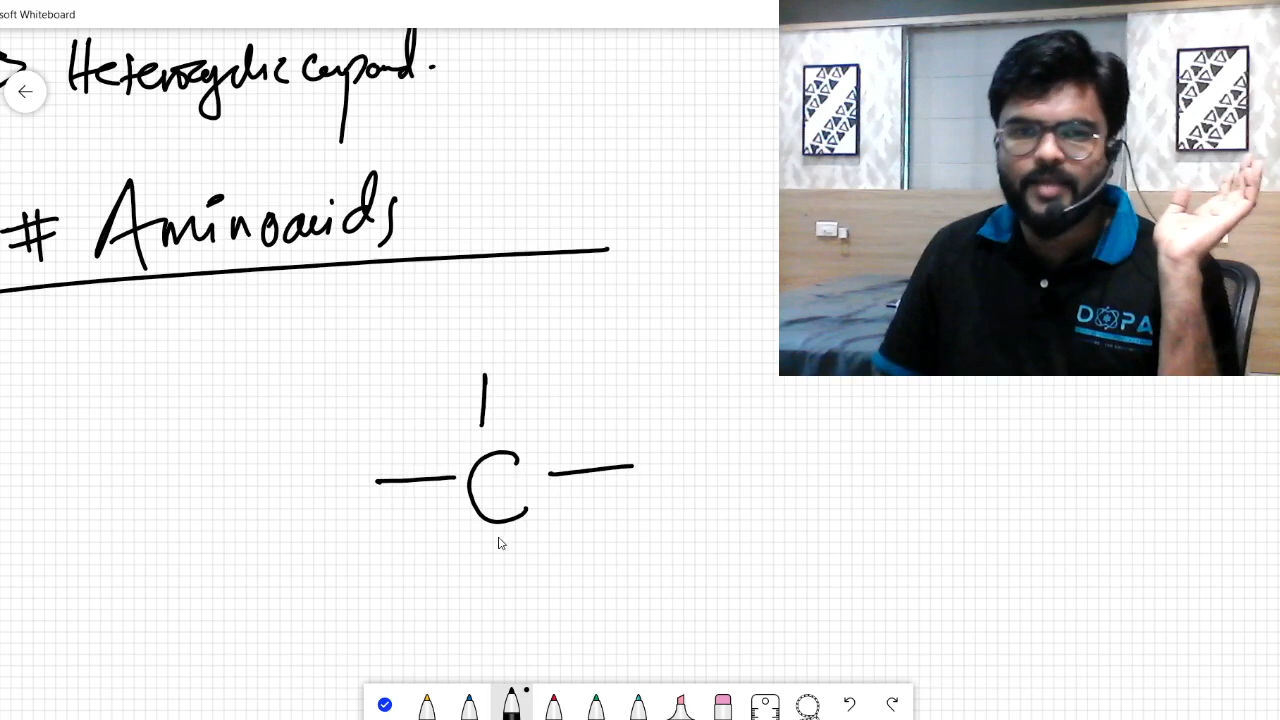 soft Whiteboard
Heterocyclic compound.
# Aminoacids
DOPA
C